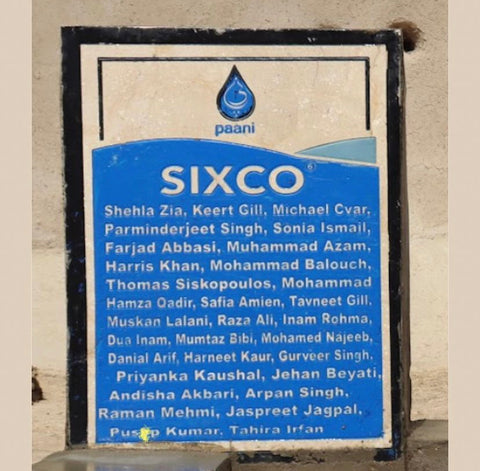 paani
SIXCO®
Shehla Zia, Keert Gill, Michael Cvar,
Parminderjeet Singh, Sonia Ismail,
Farjad Abbasi, Muhammad Azam,
Harris Khan, Mohammad Balouch,
Thomas Siskopoulos, Mohammad
Hamza Qadir, Safia Amien, Tavneet Gill,
Muskan Lalani, Raza Ali, Inam Rohma,
Dua Inam, Mumtaz Bibi, Mohamed Najeeb,
Danial Arif, Harneet Kaur, Gurveer Singh,
Priyanka Kaushal, Jehan Beyati,
Andisha Akbari, Arpan Singh,
Raman Mehmi, Jaspreet Jagpal,
Kumar, Tahira Irfan